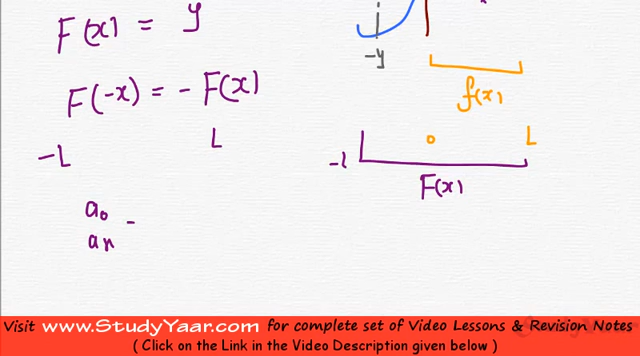 F(x) = y
F(-x) = - F(x)
-L L
a₀ -
an
-y
f(x)
-l 0 L
F(x)
Visit www.StudyYaar.com for complete set of Video Lessons & Revision Notes
( Click on the Link in the Video Description given below )